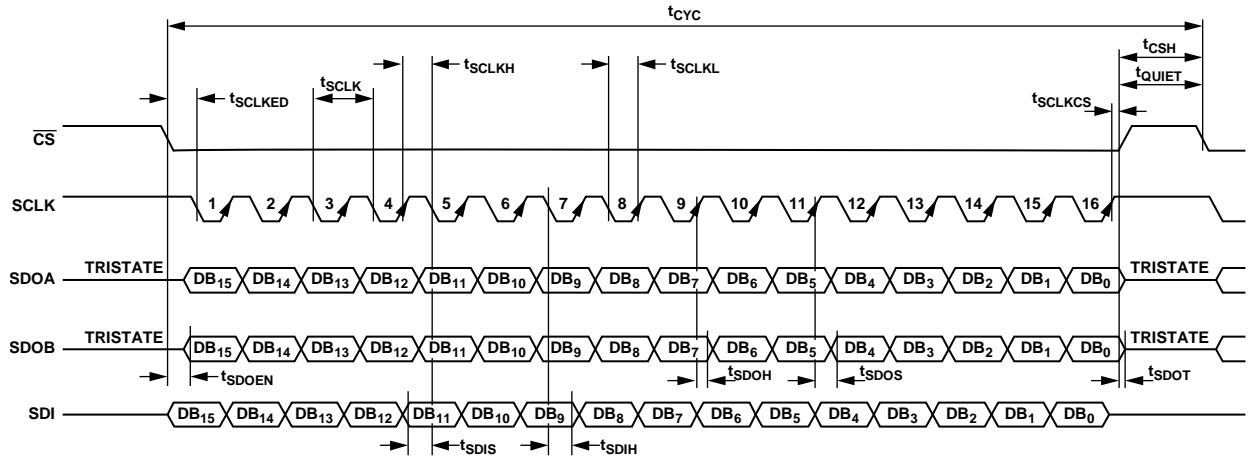 tCYC
tCSH
tSCLKH
tSCLKL
tSCLK
tQUIET
tSCLKED
tSCLKCS
CS
SCLK 1 2 3 4 5 6 7 8 9 10 11 12 13 14 15 16
TRISTATE TRISTATE
SDOA DB15 DB14 DB13 DB12 DB11 DB10 DB9 DB8 DB7 DB6 DB5 DB4 DB3 DB2 DB1 DB0
TRISTATE TRISTATE
SDOB DB15 DB14 DB13 DB12 DB11 DB10 DB9 DB8 DB7 DB6 DB5 DB4 DB3 DB2 DB1 DB0
tSDOEN tSDOH tSDOS tSDOT
SDI DB15 DB14 DB13 DB12 DB11 DB10 DB9 DB8 DB7 DB6 DB5 DB4 DB3 DB2 DB1 DB0
tSDIS tSDIH